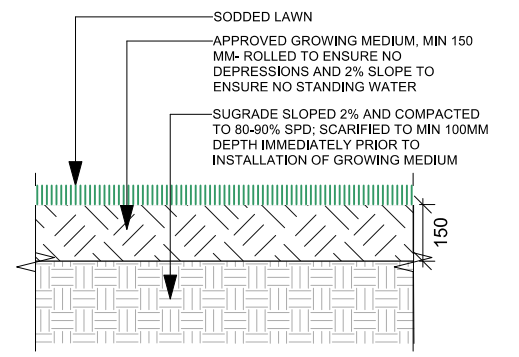 SODDED LAWN
APPROVED GROWING MEDIUM, MIN 150
MM- ROLLED TO ENSURE NO
DEPRESSIONS AND 2% SLOPE TO
ENSURE NO STANDING WATER
SUGRADE SLOPED 2% AND COMPACTED
TO 80-90% SPD; SCARIFIED TO MIN 100MM
DEPTH IMMEDIATELY PRIOR TO
INSTALLATION OF GROWING MEDIUM
150